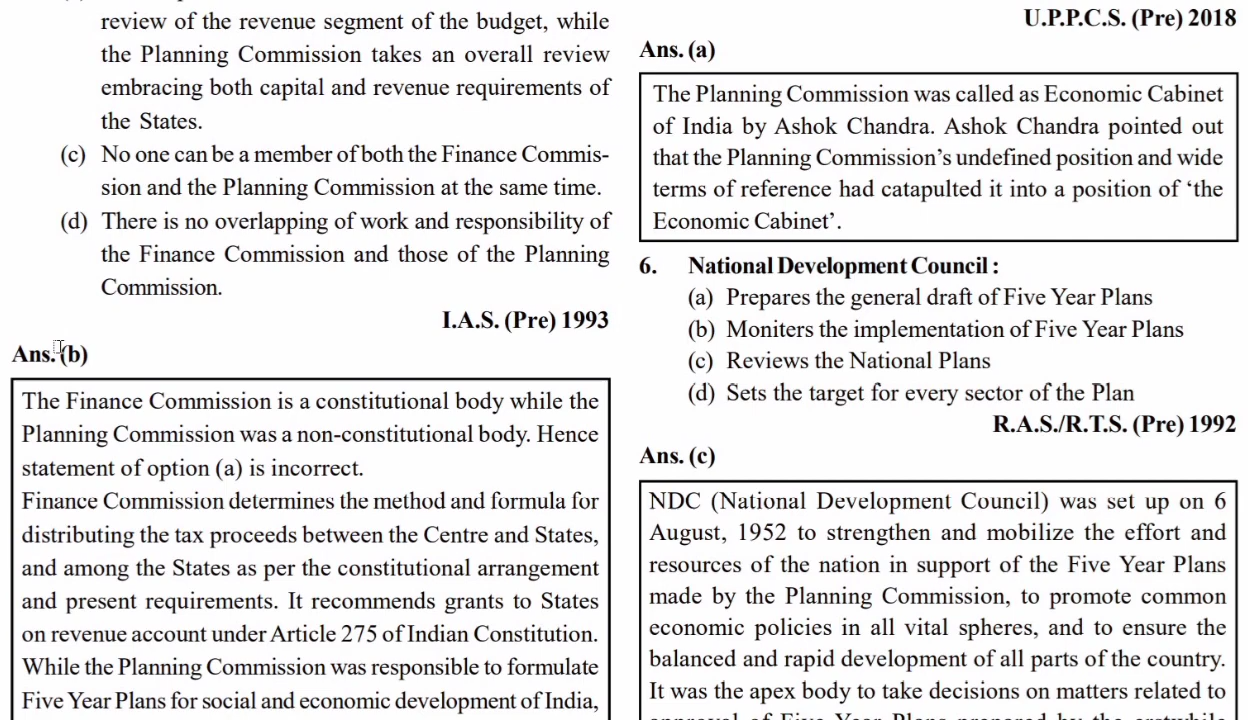 review of the revenue segment of the budget, while
the Planning Commission takes an overall review
embracing both capital and revenue requirements of
the States.
(c) No one can be a member of both the Finance Commis-
sion and the Planning Commission at the same time.
(d) There is no overlapping of work and responsibility of
the Finance Commission and those of the Planning
Commission.
I.A.S. (Pre) 1993
Ans. (b)
The Finance Commission is a constitutional body while the
Planning Commission was a non-constitutional body. Hence
statement of option (a) is incorrect.
Finance Commission determines the method and formula for
distributing the tax proceeds between the Centre and States,
and among the States as per the constitutional arrangement
and present requirements. It recommends grants to States
on revenue account under Article 275 of Indian Constitution.
While the Planning Commission was responsible to formulate
Five Year Plans for social and economic development of India,
U.P.P.C.S. (Pre) 2018
Ans. (a)
The Planning Commission was called as Economic Cabinet
of India by Ashok Chandra. Ashok Chandra pointed out
that the Planning Commission's undefined position and wide
terms of reference had catapulted it into a position of 'the
Economic Cabinet'.
6. National Development Council :
(a) Prepares the general draft of Five Year Plans
(b) Moniters the implementation of Five Year Plans
(c) Reviews the National Plans
(d) Sets the target for every sector of the Plan
R.A.S./R.T.S. (Pre) 1992
Ans. (c)
NDC (National Development Council) was set up on 6
August, 1952 to strengthen and mobilize the effort and
resources of the nation in support of the Five Year Plans
made by the Planning Commission, to promote common
economic policies in all vital spheres, and to ensure the
balanced and rapid development of all parts of the country.
It was the apex body to take decisions on matters related to
approval of Five Year Plans prepared by the erstwhile